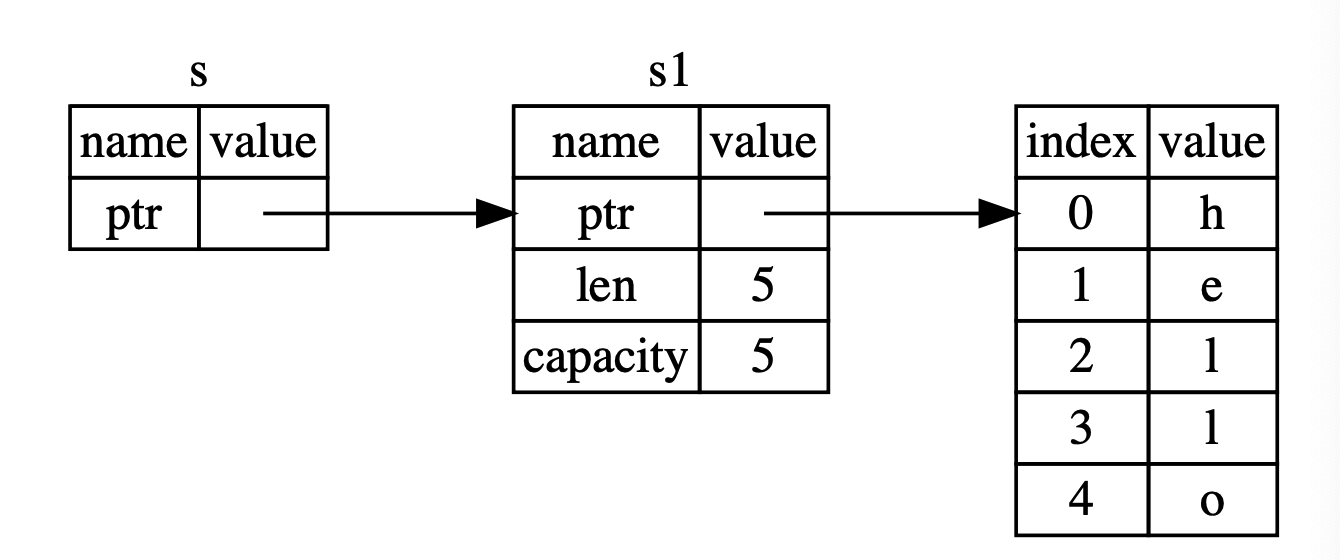 s
name value
ptr
s1
name value
ptr
len 5
capacity 5
index value
0 h
1 e
2 l
3 l
4 o